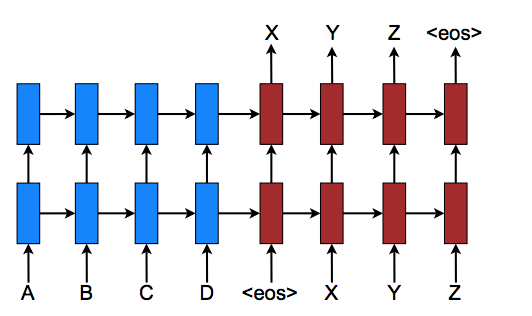 X Y Z <eos>
A B C D <eos> X Y Z